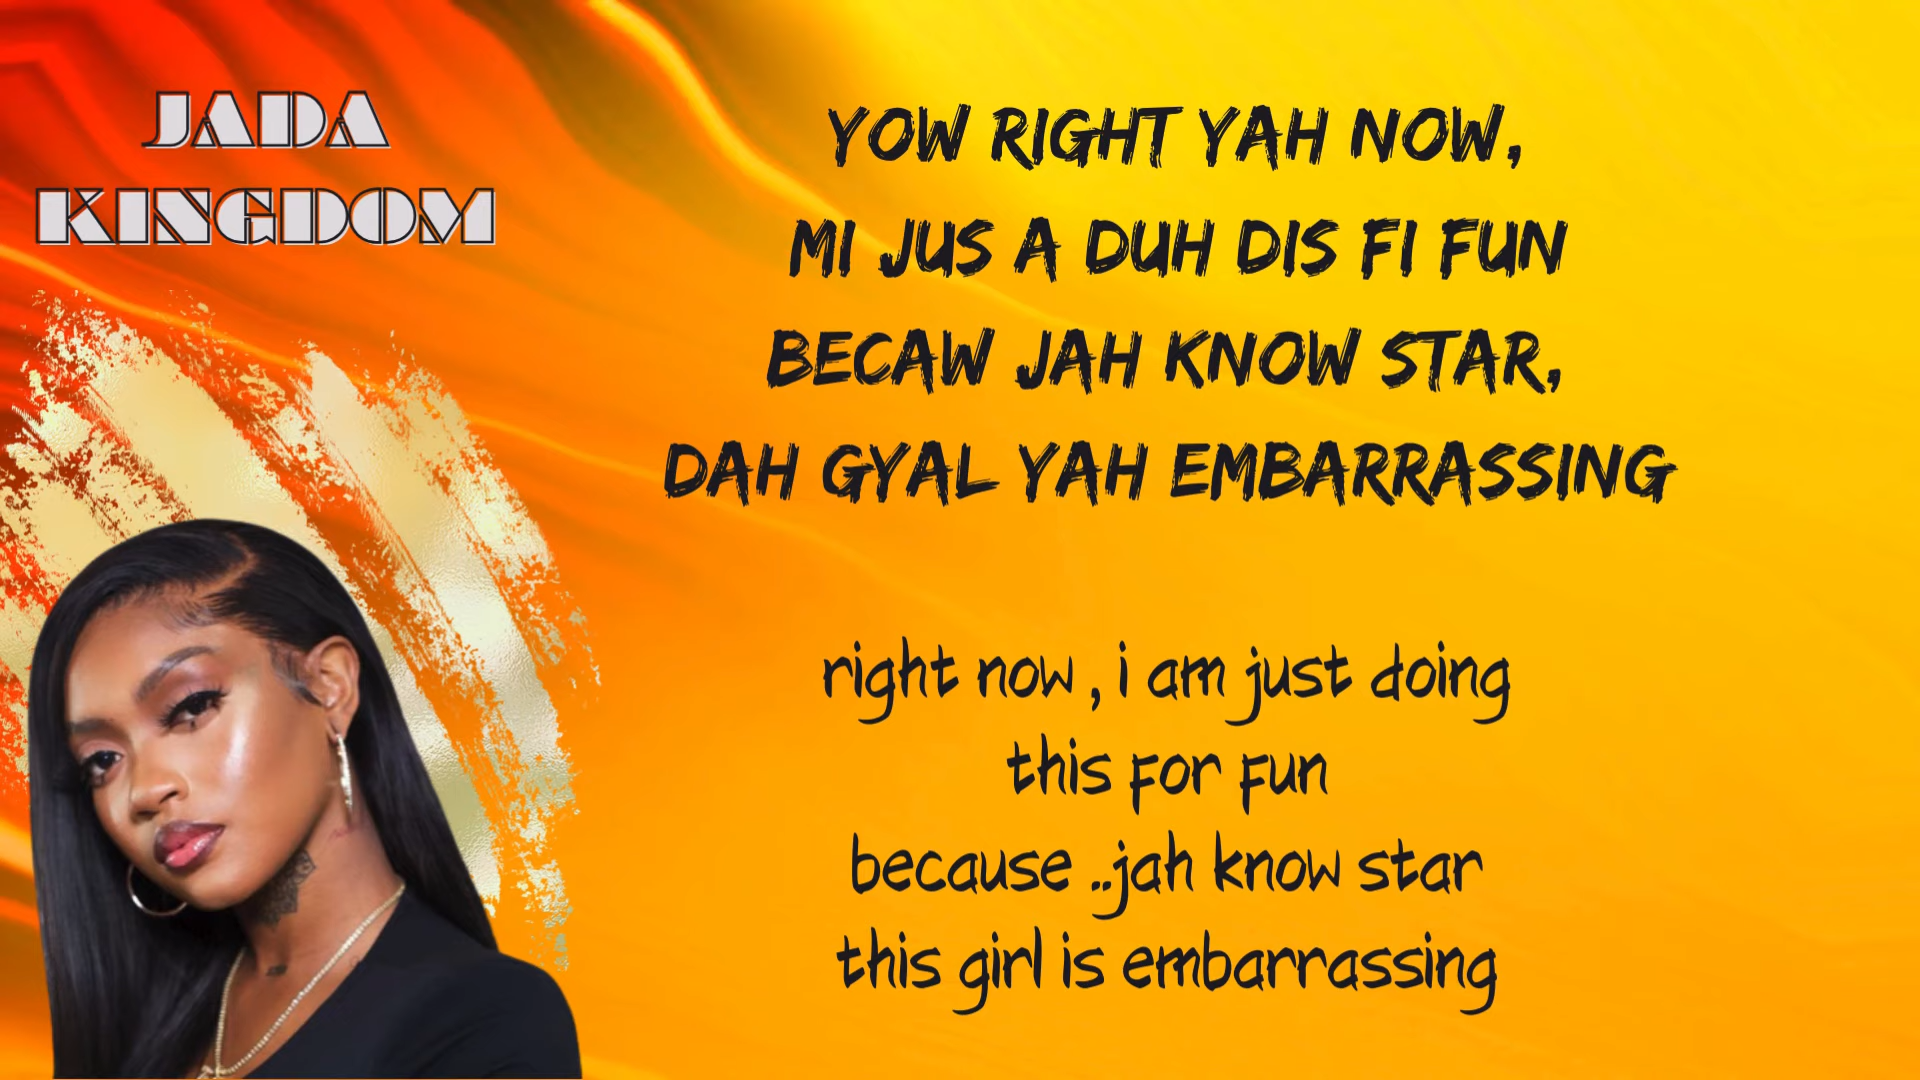 JADA
KINGDOM
YOW RIGHT YAH NOW,
MI JUS A DUH DIS FI FUN
BECAW JAH KNOW STAR,
DAH GYAL YAH EMBARRASSING
right now , i am just doing
this for fun
because ..jah know star
this girl is embarrassing